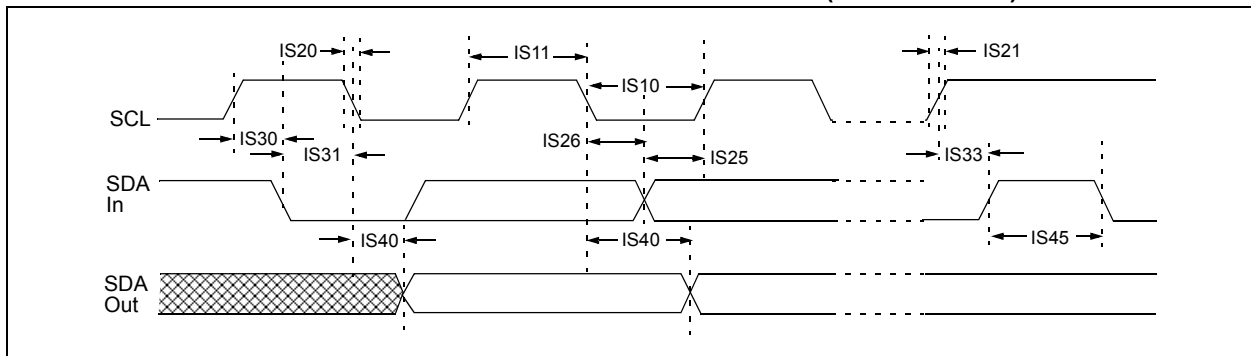 IS20
IS11
IS21
IS10
SCL
IS30
IS26
IS31
IS25
IS33
SDA
In
IS40
IS40
IS45
SDA
Out